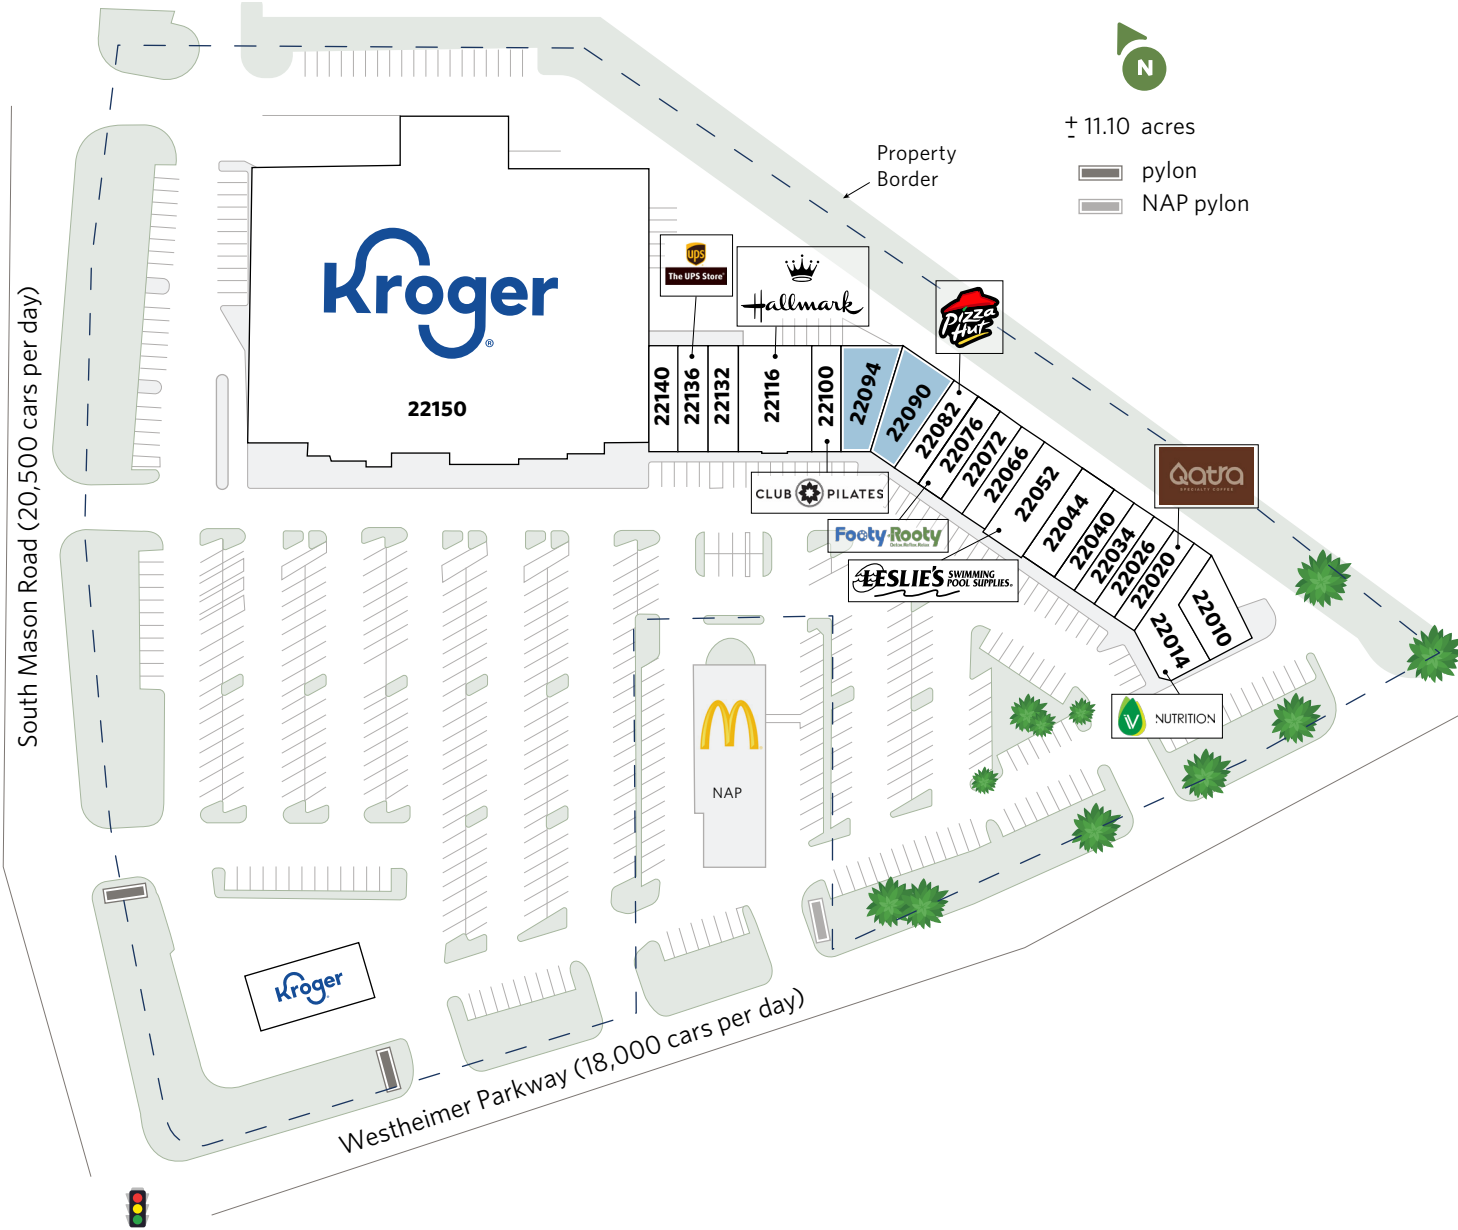 N
± 11.10 acres
pylon
NAP pylon
Property
Border
South Mason Road (20,500 cars per day)
Kroger
®
22150
ups
The UPS Store
Hallmark
Pizza
Hut
22140
22136
22132
22116
22100
22094
22090
22082
22076
22072
22066
22052
22044
22040
22034
22026
22020
22014
22010
CLUB PILATES
Footy Rooty
LESLIE'S SWIMMING
POOL SUPPLIES
Qatra
SPECIALTY COFFEE
V NUTRITION
NAP
Kroger
Westheimer Parkway (18,000 cars per day)